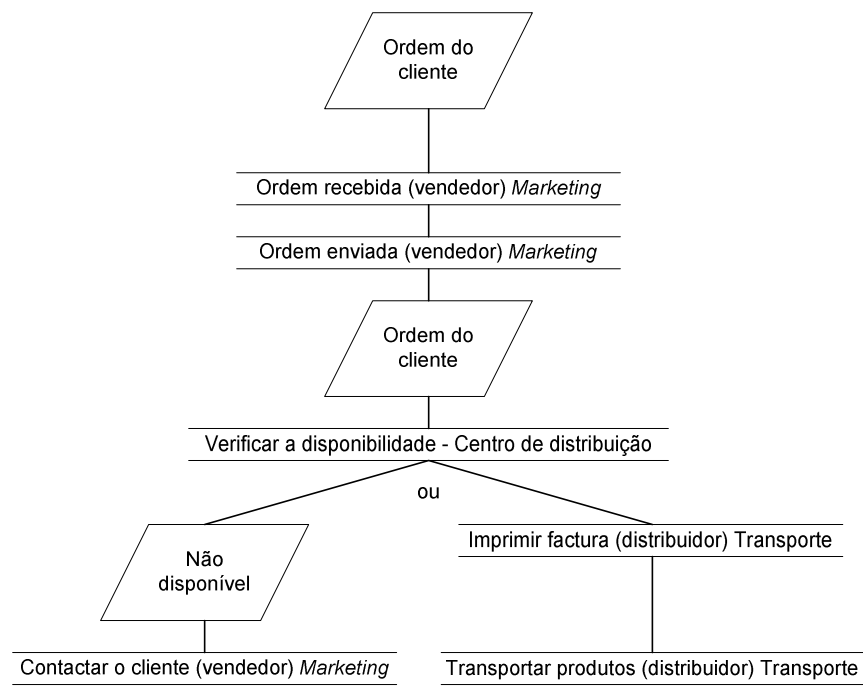 Ordem do
cliente
Ordem recebida (vendedor) Marketing
Ordem enviada (vendedor) Marketing
Ordem do
cliente
Verificar a disponibilidade - Centro de distribuição
ou
Não
disponível
Imprimir factura (distribuidor) Transporte
Contactar o cliente (vendedor) Marketing
Transportar produtos (distribuidor) Transporte